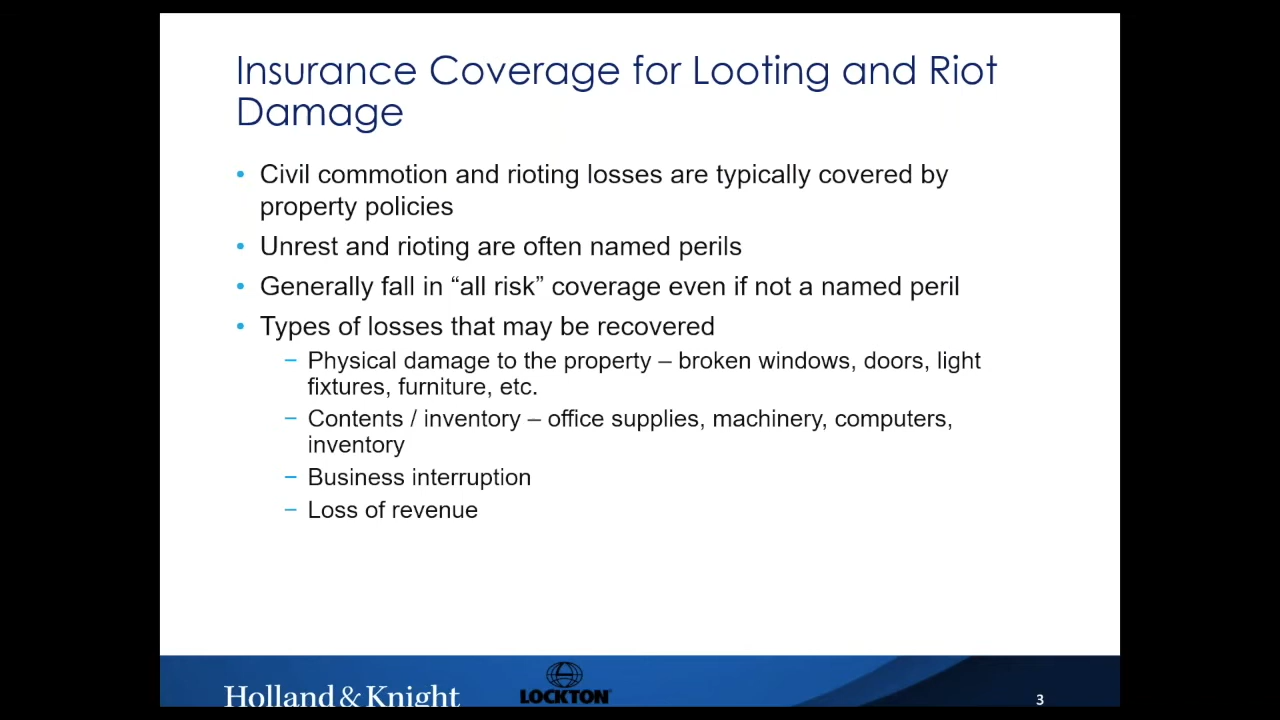 Insurance Coverage for Looting and Riot
Damage
• Civil commotion and rioting losses are typically covered by
property policies
• Unrest and rioting are often named perils
• Generally fall in “all risk” coverage even if not a named peril
• Types of losses that may be recovered
– Physical damage to the property – broken windows, doors, light
fixtures, furniture, etc.
– Contents / inventory – office supplies, machinery, computers,
inventory
– Business interruption
– Loss of revenue
Holland & Knight
LOCKTON
3